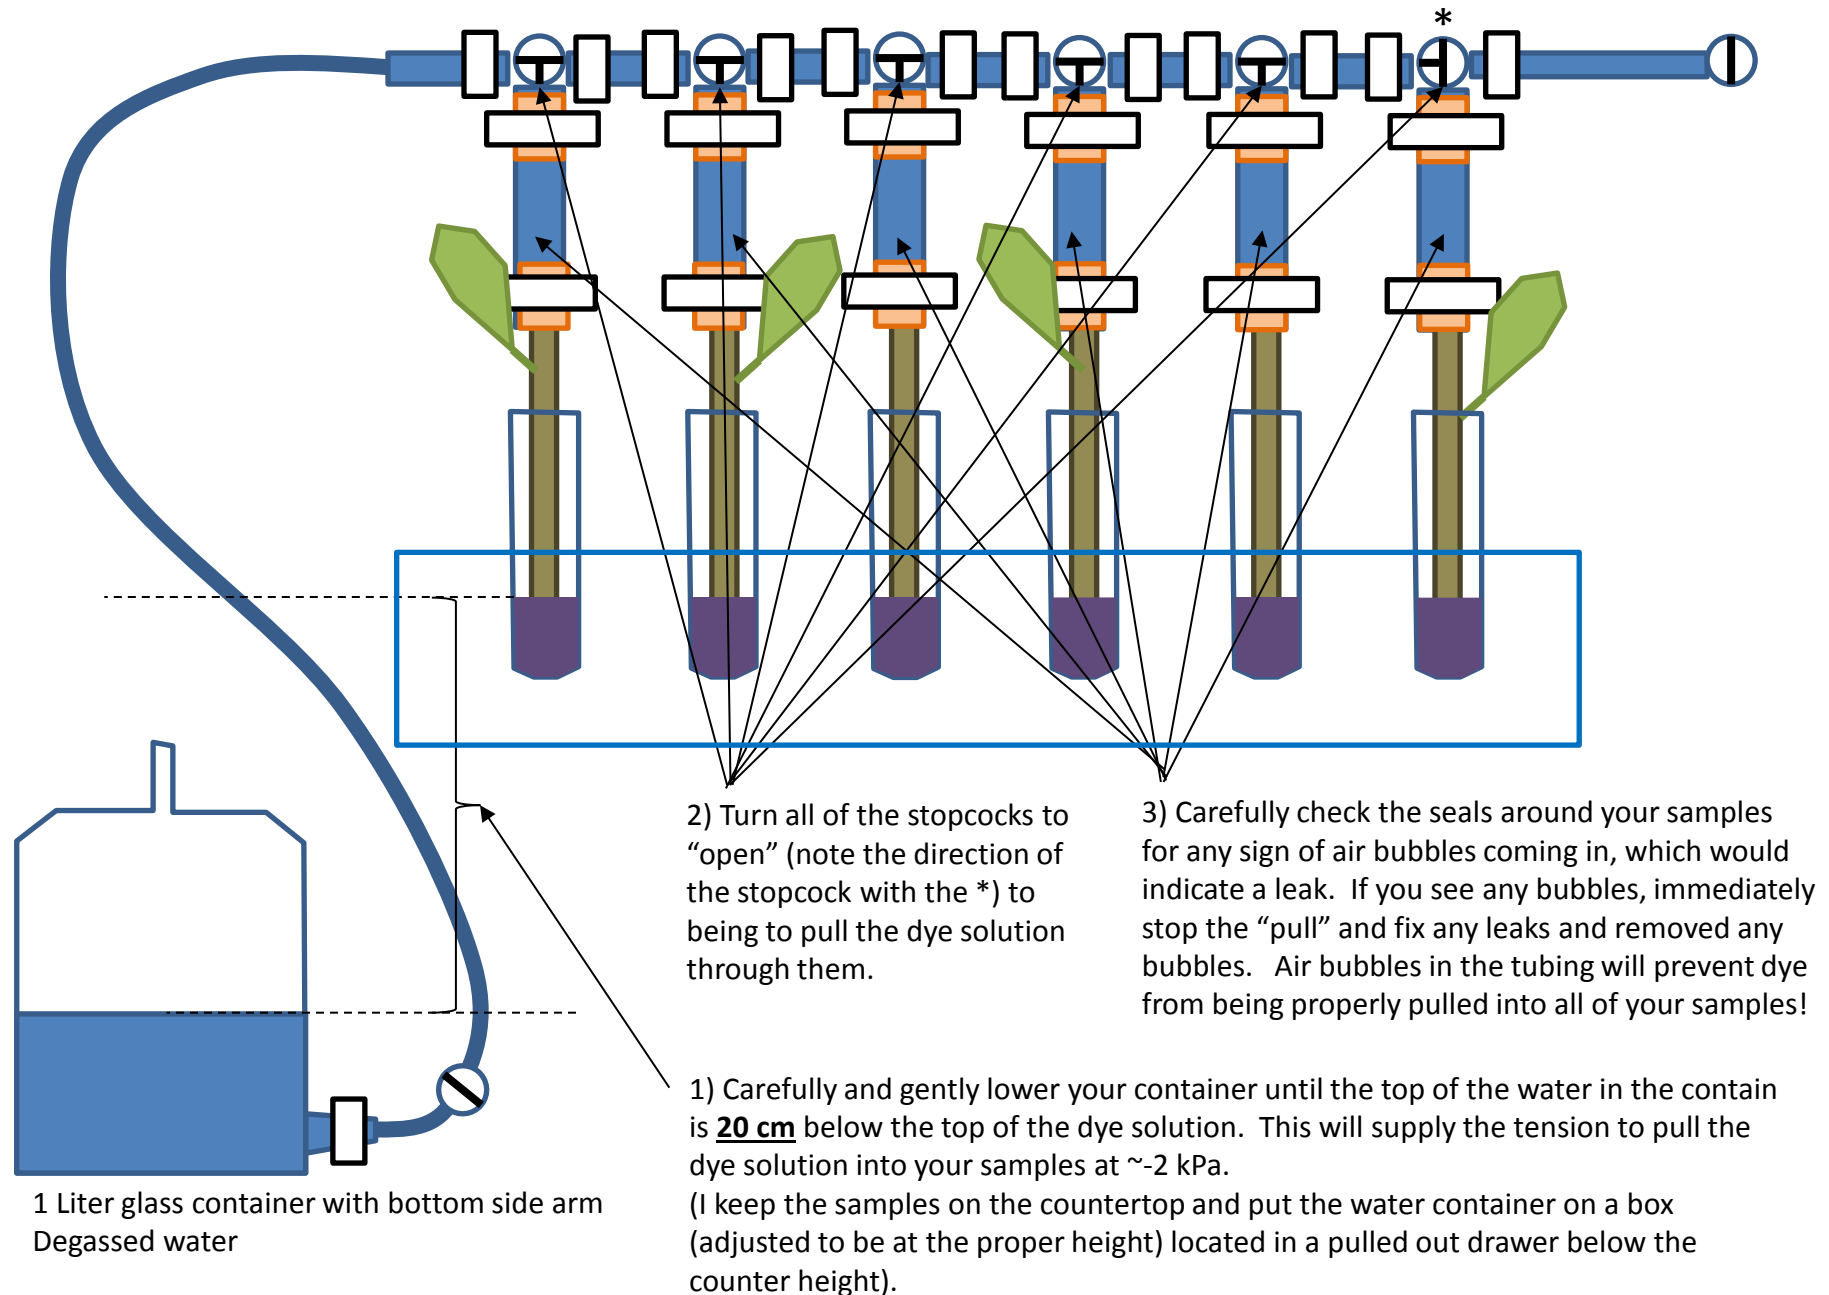 *
2) Turn all of the stopcocks to
“open” (note the direction of
the stopcock with the *) to
being to pull the dye solution
through them.
3) Carefully check the seals around your samples
for any sign of air bubbles coming in, which would
indicate a leak.  If you see any bubbles, immediately
stop the “pull” and fix any leaks and removed any
bubbles.   Air bubbles in the tubing will prevent dye
from being properly pulled into all of your samples!
1) Carefully and gently lower your container until the top of the water in the contain
is 20 cm below the top of the dye solution.  This will supply the tension to pull the
dye solution into your samples at ~-2 kPa.
(I keep the samples on the countertop and put the water container on a box
(adjusted to be at the proper height) located in a pulled out drawer below the
counter height).
1 Liter glass container with bottom side arm
Degassed water